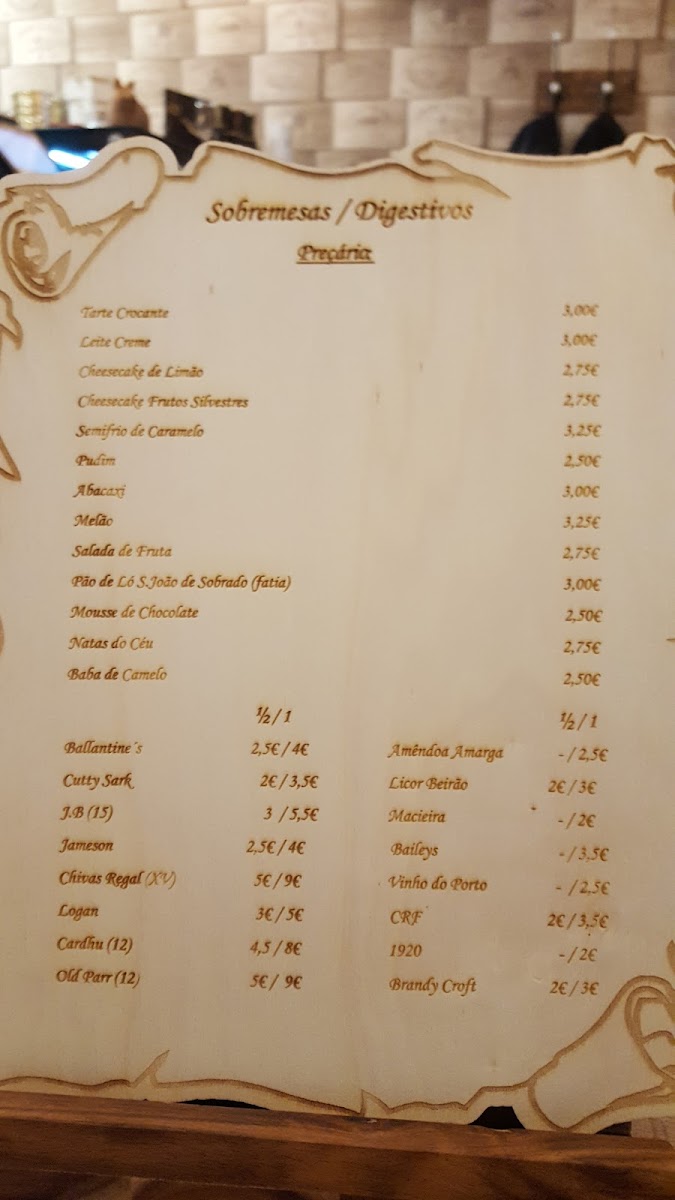 Sobremesas / Digestivos
Preçário:
Tarte Crocante 3,00€
Leite Creme 3,00€
Cheesecake de Limão 2,75€
Cheesecake Frutos Silvestres 2,75€
Semifrio de Caramelo 3,25€
Pudim 2,50€
Abacaxi 3,00€
Melão 3,25€
Salada de Fruta 2,75€
Pão de Ló S.João de Sobrado (fatia) 3,00€
Mousse de Chocolate 2,50€
Natas do Céu 2,75€
Baba de Camelo 2,50€
½ / 1 ½ / 1
Ballantine´s 2,5€ / 4€ Amêndoa Amarga - / 2,5€
Cutty Sark 2€ / 3,5€ Licor Beirão 2€ / 3€
J.B (15) 3 / 5,5€ Macieira - / 2€
Jameson 2,5€ / 4€ Baileys - / 3,5€
Chivas Regal (XV) 5€ / 9€ Vinho do Porto - / 2,5€
Logan 3€ / 5€ CRF 2€ / 3,5€
Cardhu (12) 4,5 / 8€ 1920 - / 2€
Old Parr (12) 5€ / 9€ Brandy Croft 2€ / 3€